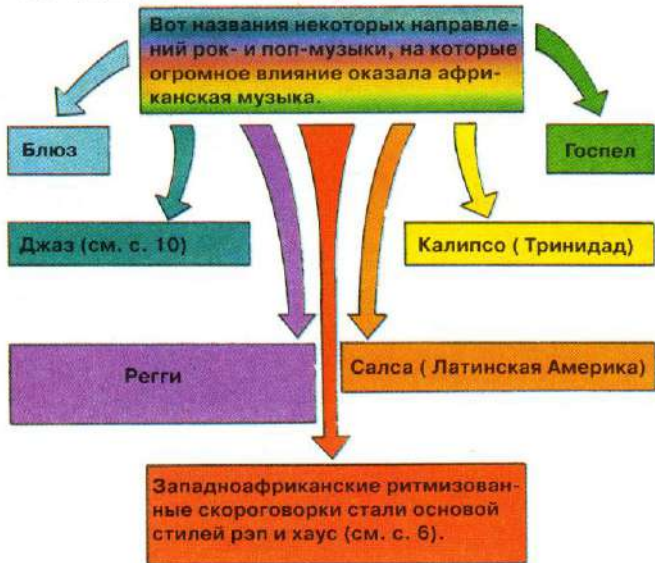 Вот названия некоторых направле-
ний рок- и поп-музыки, на которые
огромное влияние оказала афри-
канская музыка.
Блюз
Госпел
Джаз (см. с. 10)
Калипсо ( Тринидад)
Регги
Салса ( Латинская Америка)
Западноафриканские ритмизован-
ные скороговорки стали основой
стилей рэп и хаус (см. с. 6).